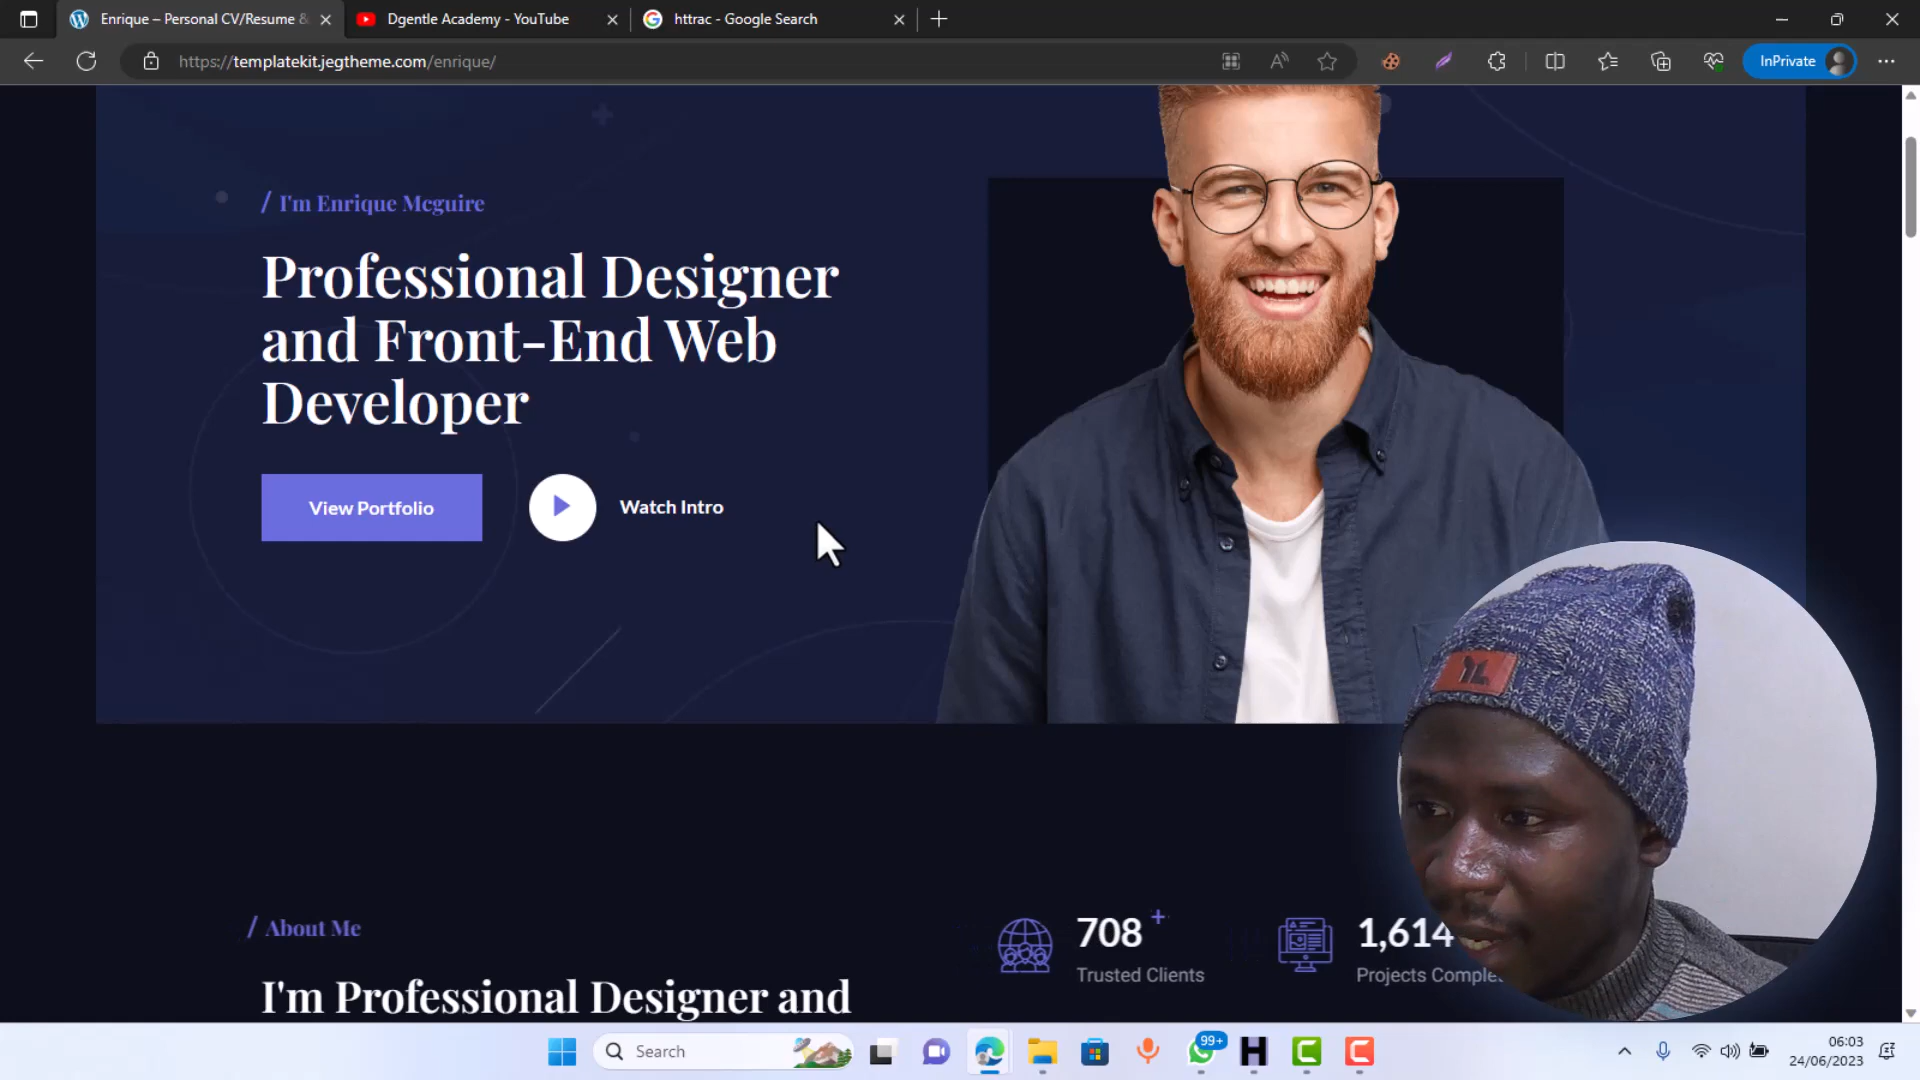 Enrique – Personal CV/Resume &
Dgentle Academy - YouTube
httrac - Google Search
https://templatekit.jegtheme.com/enrique/
InPrivate
/ I'm Enrique Mcguire
Professional Designer
and Front-End Web
Developer
View Portfolio
Watch Intro
/ About Me
I'm Professional Designer and
708 +
Trusted Clients
1,614
Projects Comple
Search
99+
06:03
24/06/2023